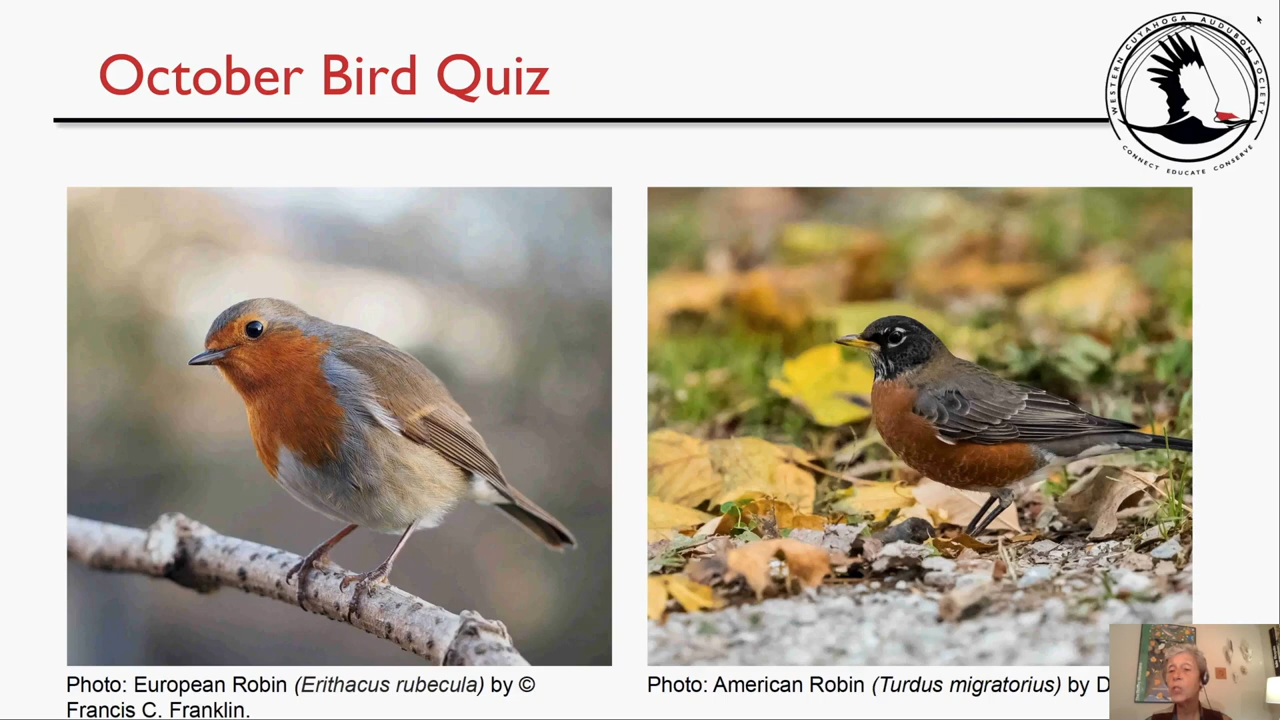 October Bird Quiz
WESTERN CUYAHOGA AUDUBON SOCIETY
CONNECT EDUCATE CONSERVE
Photo: European Robin (Erithacus rubecula) by ©
Francis C. Franklin.
Photo: American Robin (Turdus migratorius) by D